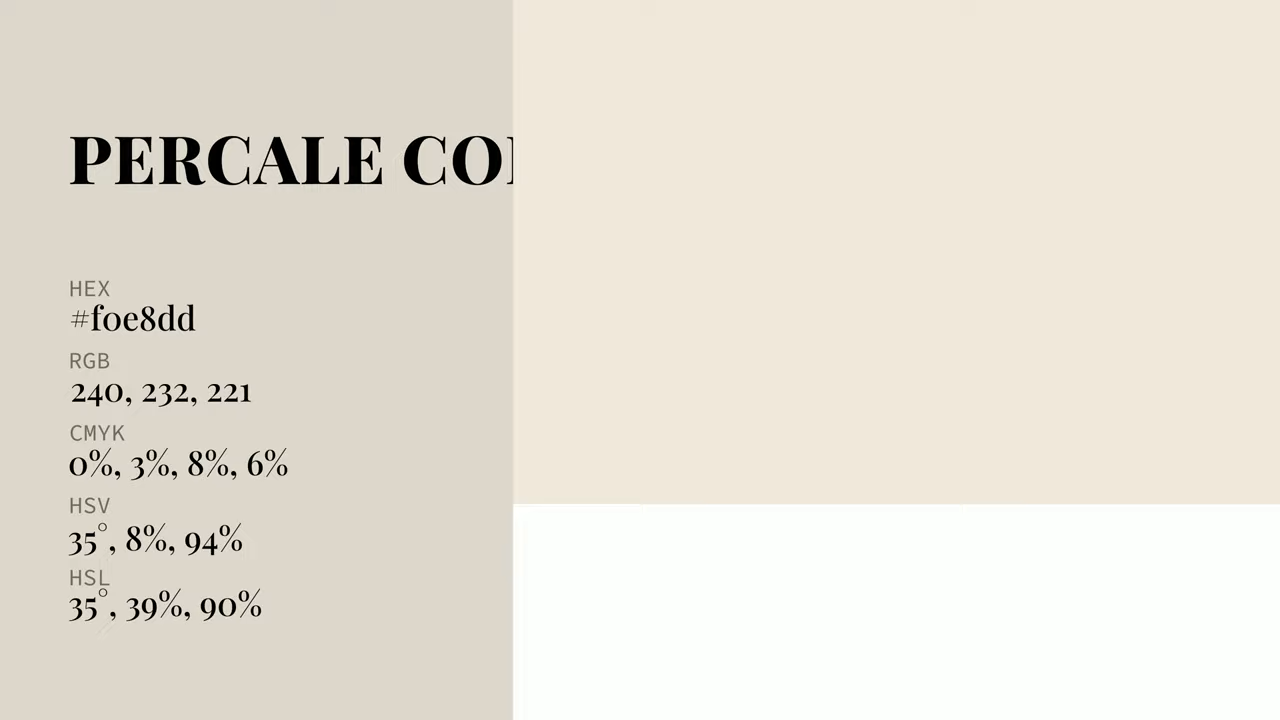 PERCALE CO
HEX
#f0e8dd
RGB
240, 232, 221
CMYK
0%, 3%, 8%, 6%
HSV
35°, 8%, 94%
HSL
35°, 39%, 90%